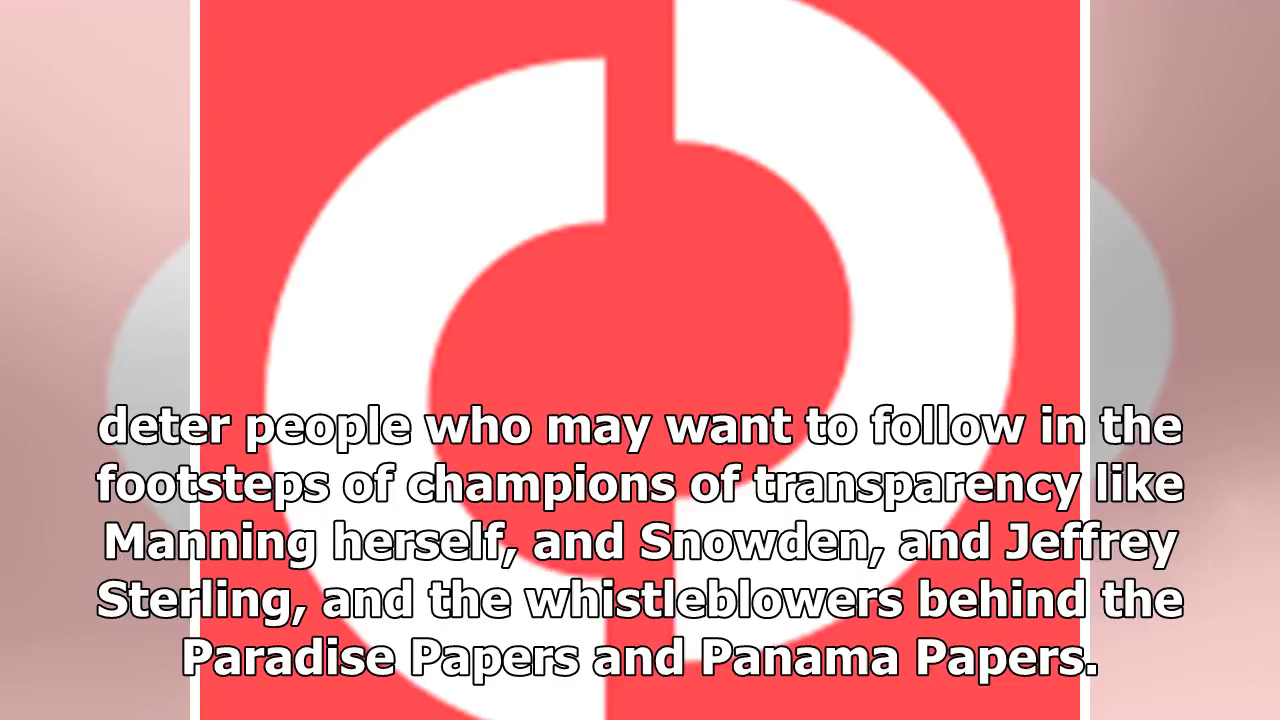 deter people who may want to follow in the
footsteps of champions of transparency like
Manning herself, and Snowden, and Jeffrey
Sterling, and the whistleblowers behind the
Paradise Papers and Panama Papers.